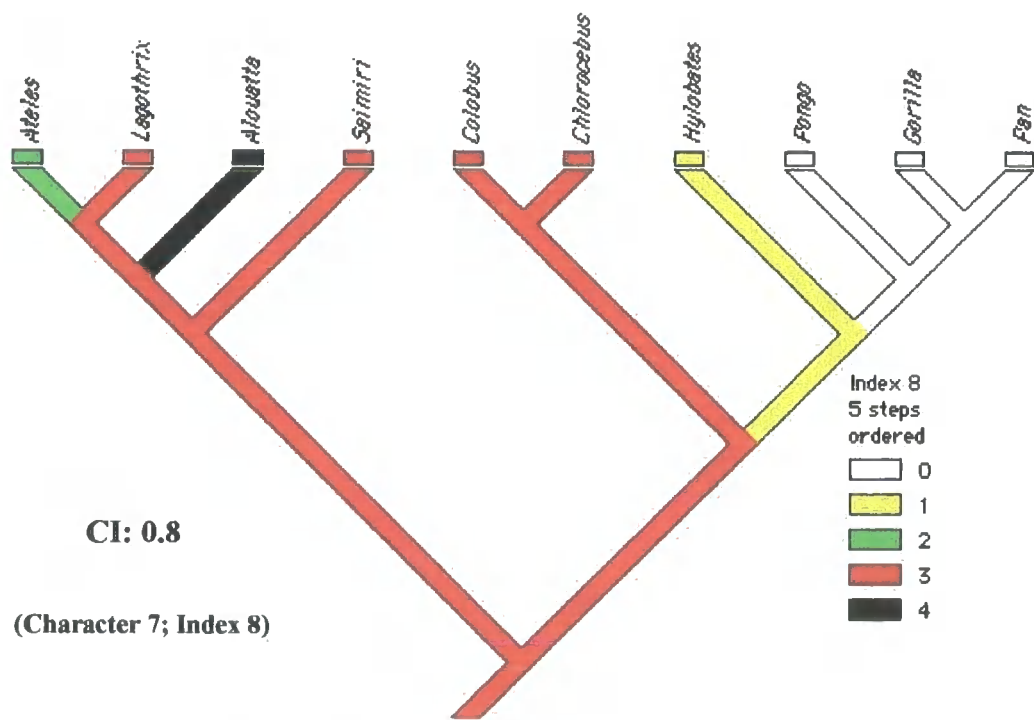 Ateles
Lagothrix
Alouatta
Saimiri
Colobus
Chlorocebus
Hylobates
Pongo
Gorilla
Pan
Index 8
5 steps
ordered
0
1
2
3
4
CI: 0.8
(Character 7; Index 8)